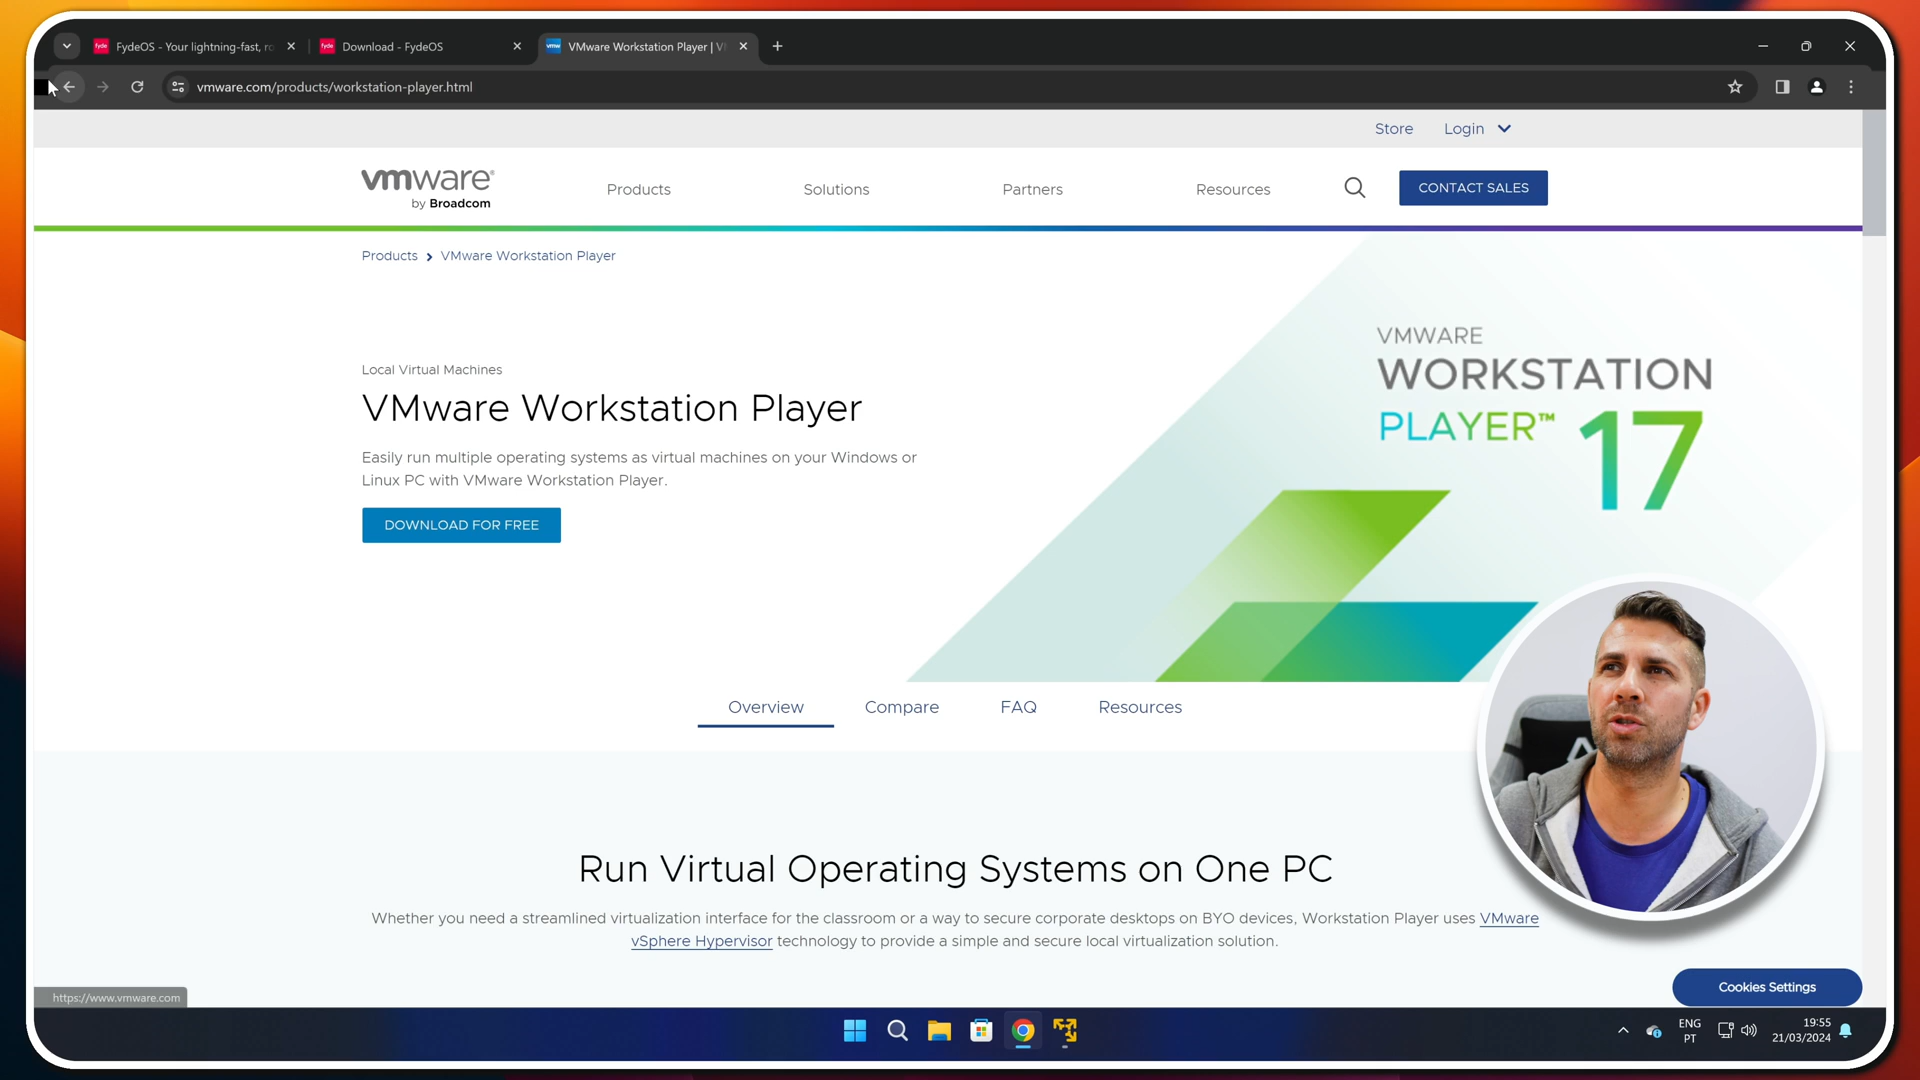 FydeOS - Your lightning-fast, ro
Download - FydeOS
VMware Workstation Player | V
vmware.com/products/workstation-player.html
Store
Login
vmware®
by Broadcom
Products
Solutions
Partners
Resources
CONTACT SALES
Products > VMware Workstation Player
Local Virtual Machines
VMware Workstation Player
Easily run multiple operating systems as virtual machines on your Windows or
Linux PC with VMware Workstation Player.
DOWNLOAD FOR FREE
VMWARE
WORKSTATION
PLAYER™ 17
Overview
Compare
FAQ
Resources
Run Virtual Operating Systems on One PC
Whether you need a streamlined virtualization interface for the classroom or a way to secure corporate desktops on BYO devices, Workstation Player uses VMware
vSphere Hypervisor technology to provide a simple and secure local virtualization solution.
Cookies Settings
https://www.vmware.com
ENG
PT
19:55
21/03/2024